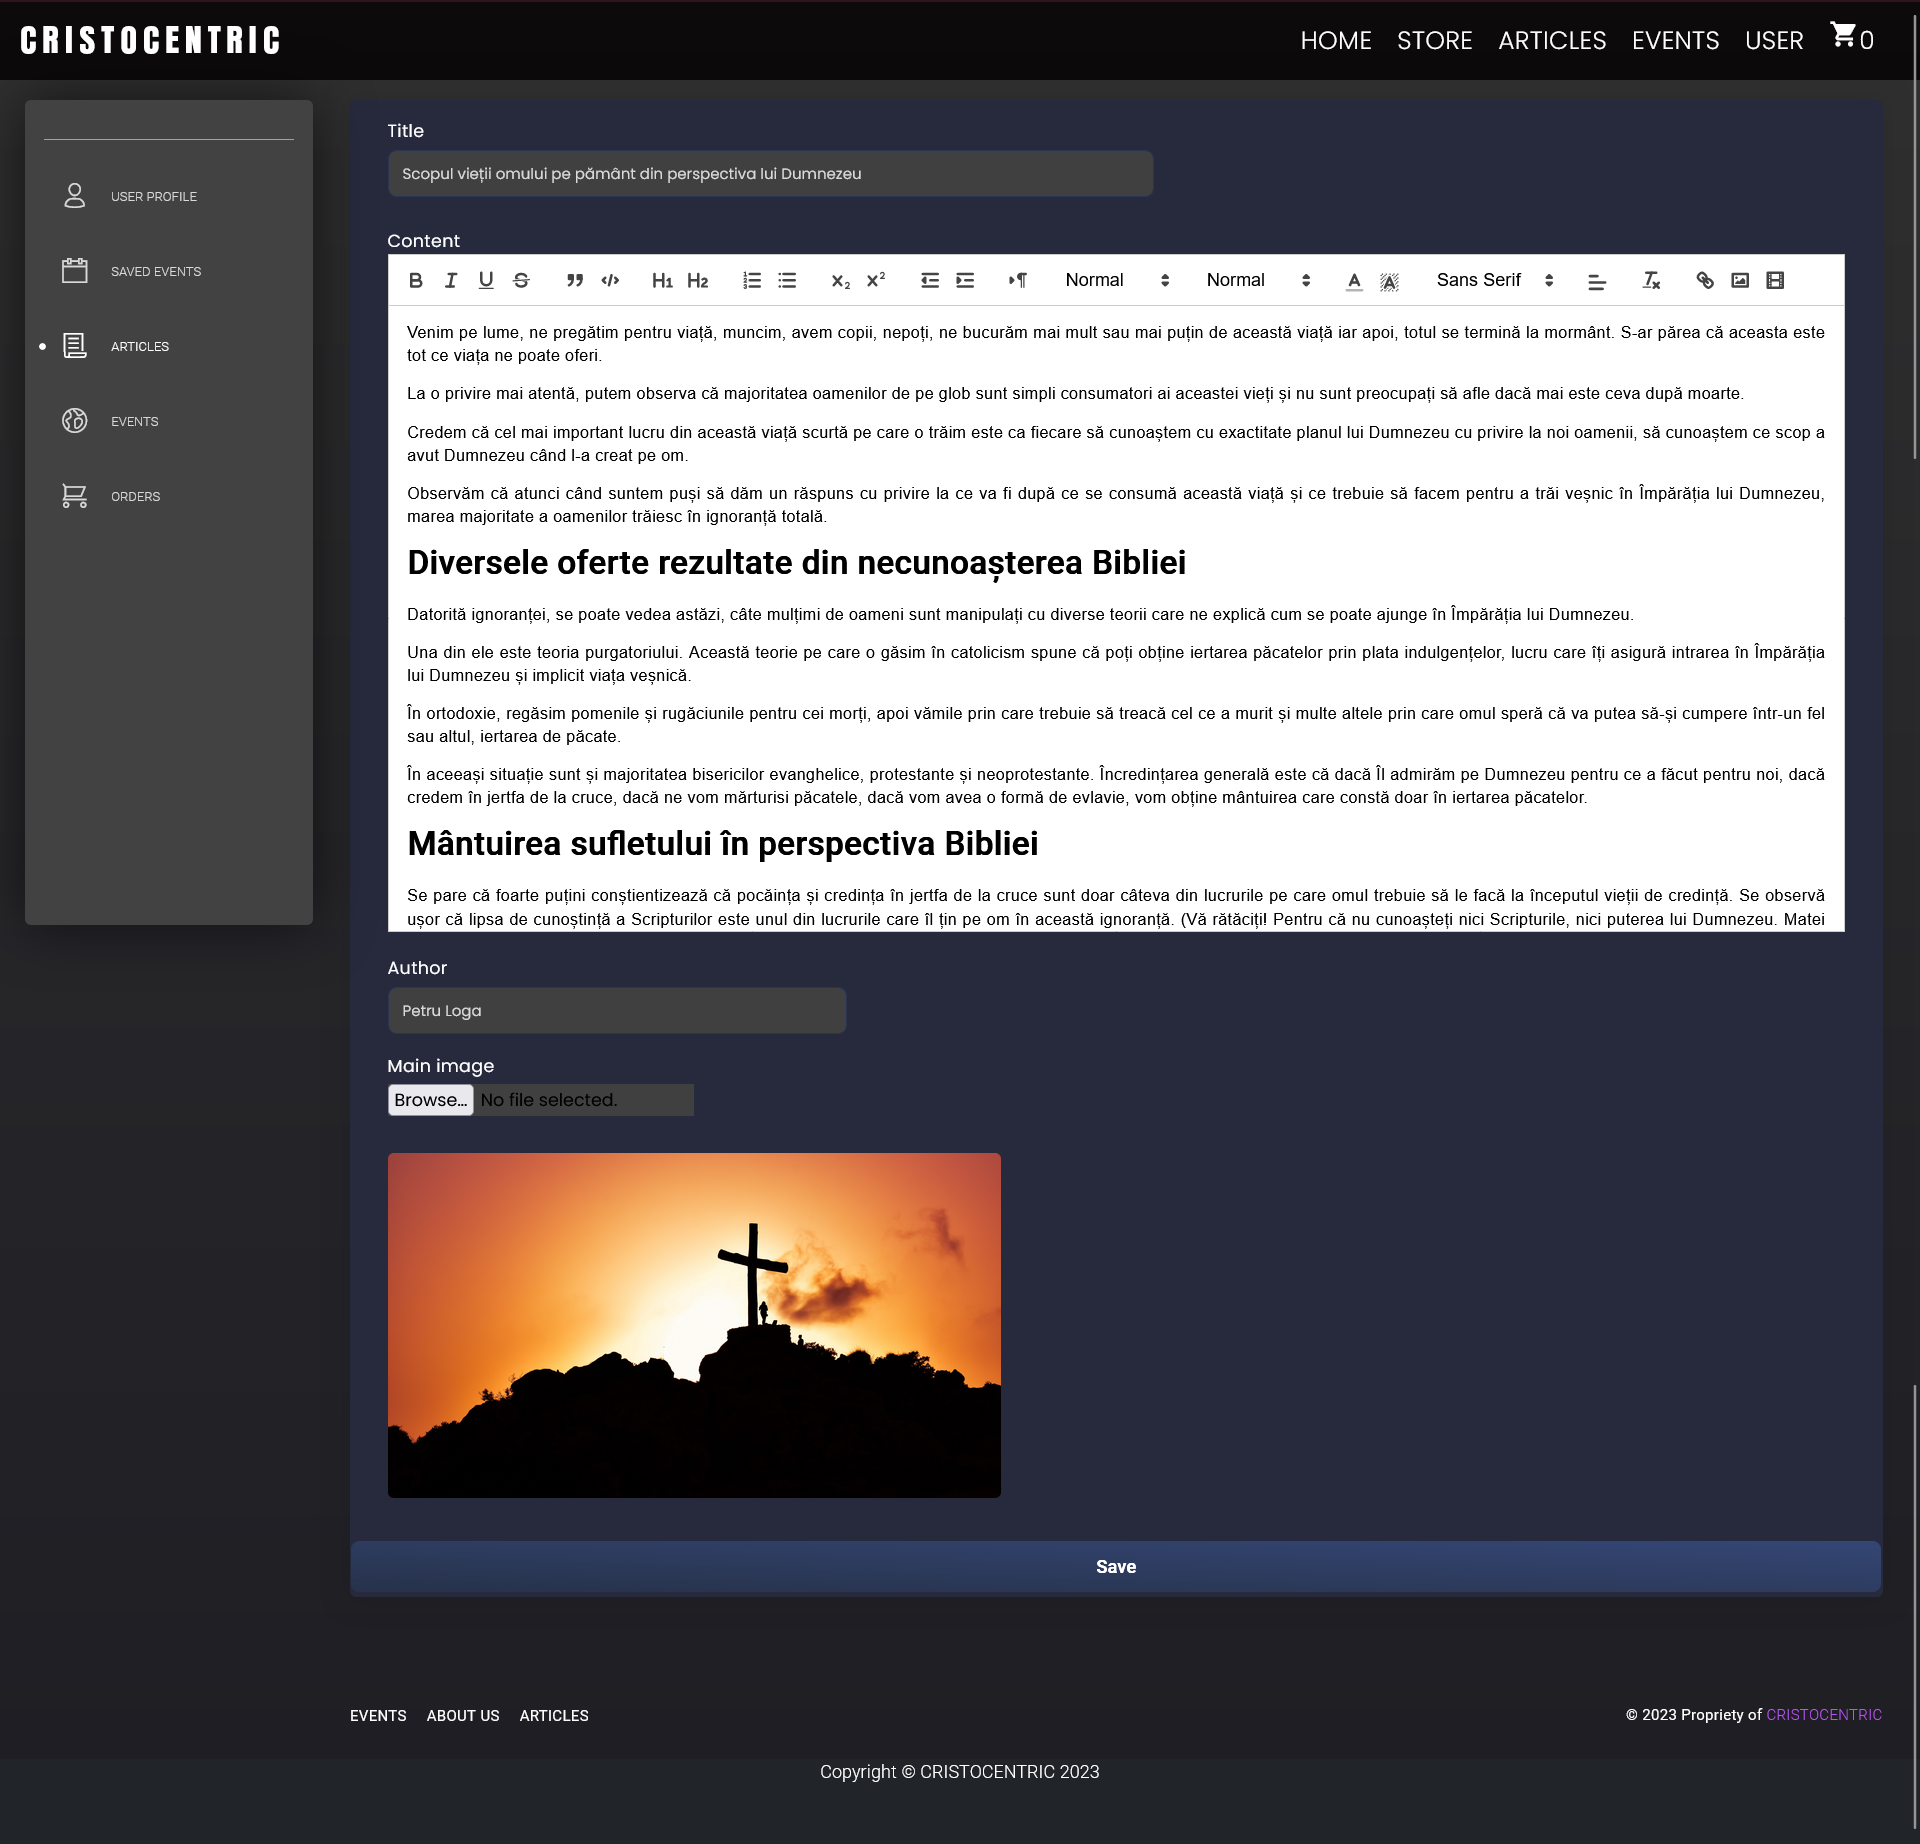 CRISTOCENTRIC
HOME STORE ARTICLES EVENTS USER 0
USER PROFILE
SAVED EVENTS
ARTICLES
EVENTS
ORDERS
Title
Scopul vieții omului pe pământ din perspectiva lui Dumnezeu
Content
Normal Normal Sans Serif
Venim pe lume, ne pregătim pentru viață, muncim, avem copii, nepoți, ne bucurăm mai mult sau mai puțin de această viață iar apoi, totul se termină la mormânt. S-ar părea că aceasta este
tot ce viața ne poate oferi.
La o privire mai atentă, putem observa că majoritatea oamenilor de pe glob sunt simpli consumatori ai acestei vieți și nu sunt preocupați să afle dacă mai este ceva după moarte.
Credem că cel mai important lucru din această viață scurtă pe care o trăim este ca fiecare să cunoaștem cu exactitate planul lui Dumnezeu cu privire la noi oamenii, să cunoaștem ce scop a
avut Dumnezeu când l-a creat pe om.
Observăm că atunci când suntem puși să dăm un răspuns cu privire la ce va fi după ce se consumă această viață și ce trebuie să facem pentru a trăi veșnic în Împărăția lui Dumnezeu,
marea majoritate a oamenilor trăiesc în ignoranță totală.
Diversele oferte rezultate din necunoașterea Bibliei
Datorită ignoranței, se poate vedea astăzi, câte mulțimi de oameni sunt manipulați cu diverse teorii care ne explică cum se poate ajunge în Împărăția lui Dumnezeu.
Una din ele este teoria purgatoriului. Această teorie pe care o găsim în catolicism spune că poți obține iertarea păcatelor prin plata indulgențelor, lucru care îți asigură intrarea în Împărăția
lui Dumnezeu și implicit viața veșnică.
În ortodoxie, regăsim pomenile și rugăciunile pentru cei morți, apoi vămile prin care trebuie să treacă cel ce a murit și multe altele prin care omul speră că va putea să-și cumpere într-un fel
sau altul, iertarea de păcate.
În aceeași situație sunt și majoritatea bisericilor evanghelice, protestante și neoprotestante. Încredințarea generală este că dacă Îl admirăm pe Dumnezeu pentru ce a făcut pentru noi, dacă
credem în jertfa de la cruce, dacă ne vom mărturisi păcatele, dacă vom avea o formă de evlavie, vom obține mântuirea care constă doar în iertarea păcatelor.
Mântuirea sufletului în perspectiva Bibliei
Se pare că foarte puțini conștientizează că pocăința și credința în jertfa de la cruce sunt doar câteva din lucrurile pe care omul trebuie să le facă la începutul vieții de credință. Se observă
ușor că lipsa de cunoștință a Scripturilor este unul din lucrurile care îl țin pe om în această ignoranță. (Vă rătăciți! Pentru că nu cunoașteți nici Scripturile, nici puterea lui Dumnezeu. Matei
Author
Petru Loga
Main image
Browse... No file selected.
Save
EVENTS ABOUT US ARTICLES
© 2023 Propriety of CRISTOCENTRIC
Copyright © CRISTOCENTRIC 2023